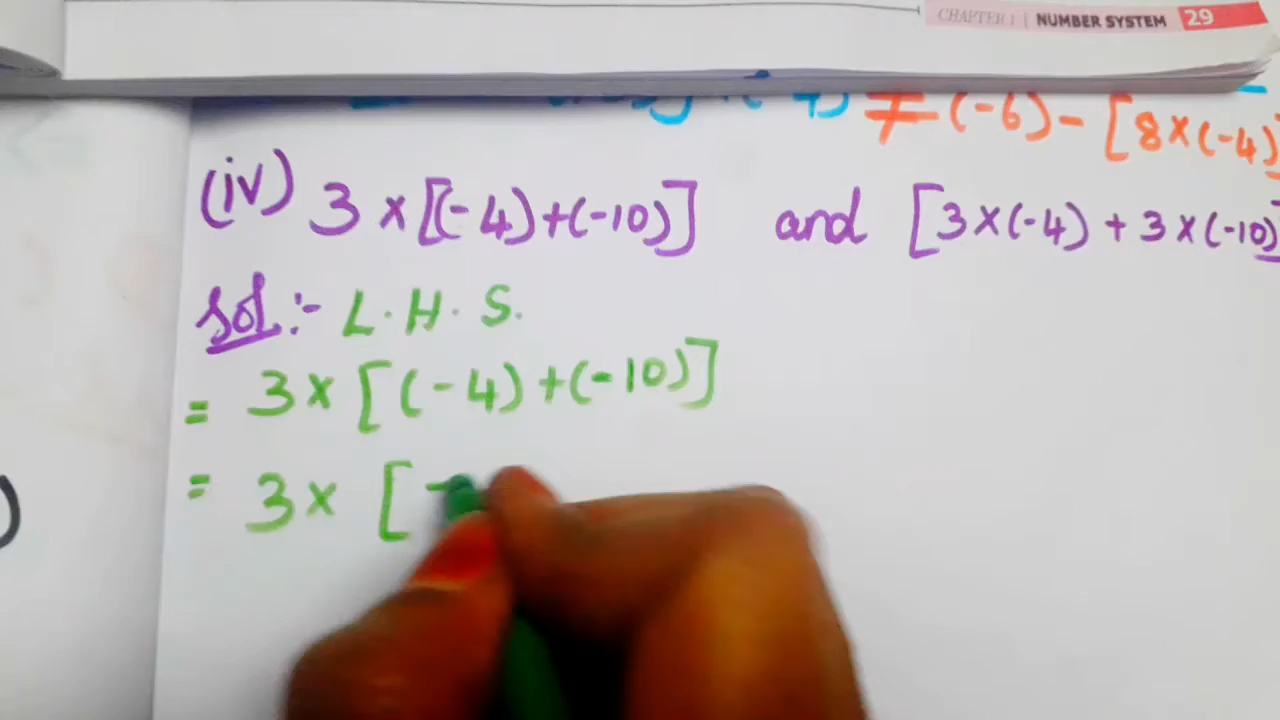 CHAPTER 1 | NUMBER SYSTEM 29
≠ (-6) - [8×(-4)
(iv) 3 × [(-4)+(-10)] and [3×(-4) + 3×(-10)]
Sol:- L.H.S.
= 3× [(-4) +(-10)]
= 3× [-
)